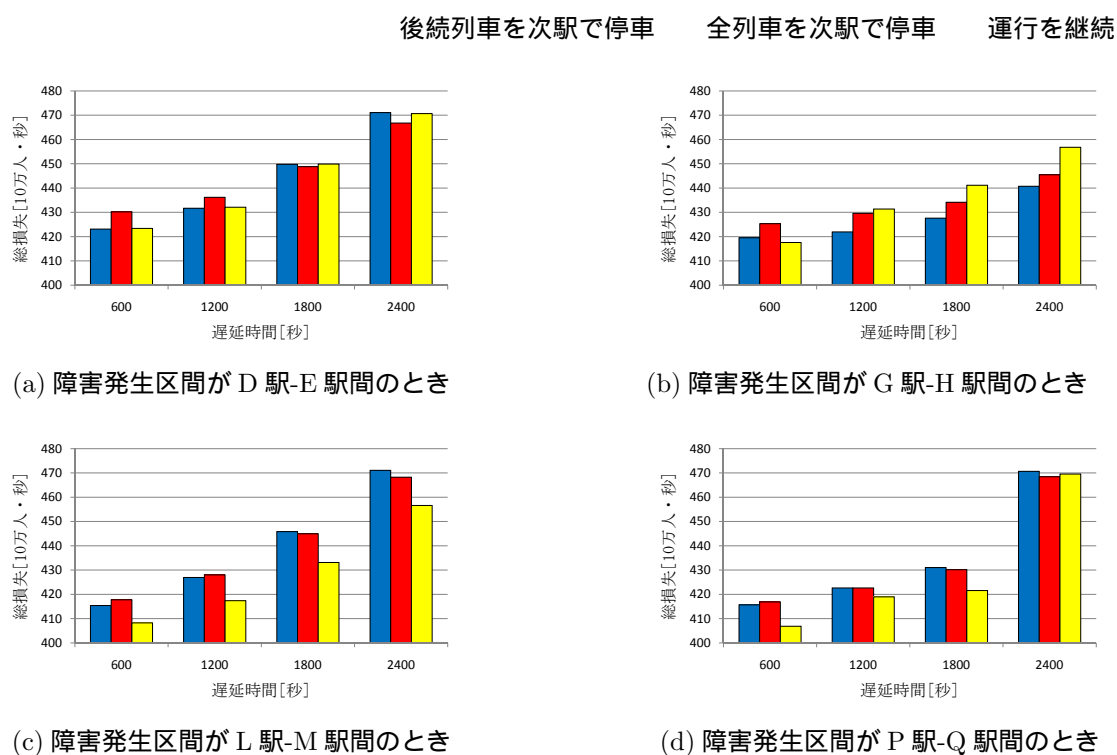 後続列車を次駅で停車 全列車を次駅で停車 運行を継続
総損失[10万人・秒]
480
470
460
450
440
430
420
410
400
600 1200 1800 2400
遅延時間[秒]
(a) 障害発生区間が D 駅-E 駅間のとき
総損失[10万人・秒]
480
470
460
450
440
430
420
410
400
600 1200 1800 2400
遅延時間[秒]
(b) 障害発生区間が G 駅-H 駅間のとき
総損失[10万人・秒]
480
470
460
450
440
430
420
410
400
600 1200 1800 2400
遅延時間[秒]
(c) 障害発生区間が L 駅-M 駅間のとき
総損失[10万人・秒]
480
470
460
450
440
430
420
410
400
600 1200 1800 2400
遅延時間[秒]
(d) 障害発生区間が P 駅-Q 駅間のとき